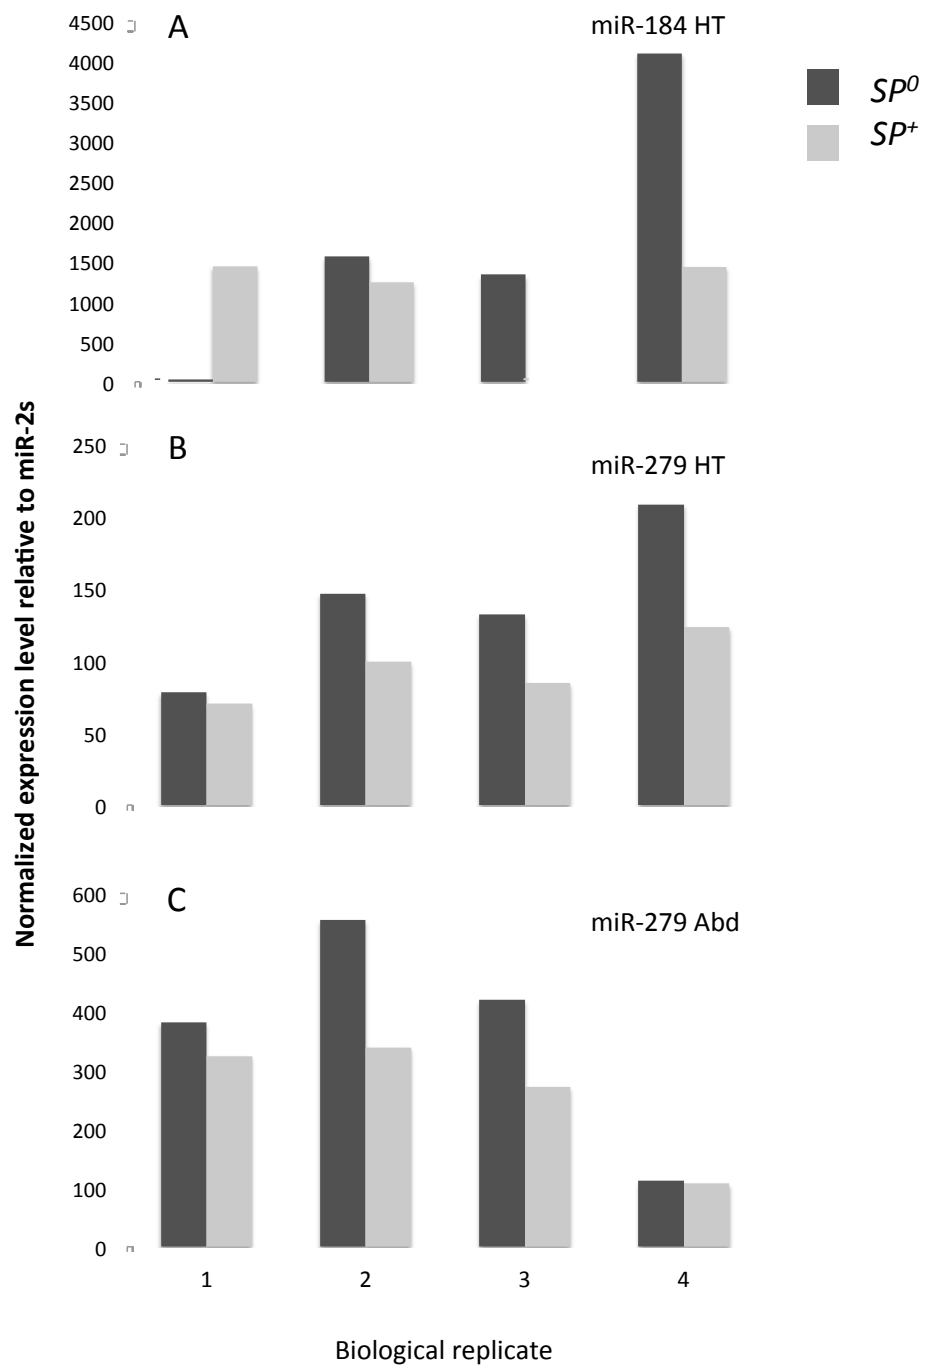 A
miR-184 HT
4500
4000
3500
3000
2500
2000
1500
1000
500
0
SP⁰
SP⁺
Normalized expression level relative to miR-2s
B
miR-279 HT
250
200
150
100
50
0
C
miR-279 Abd
600
500
400
300
200
100
0
1 2 3 4
Biological replicate